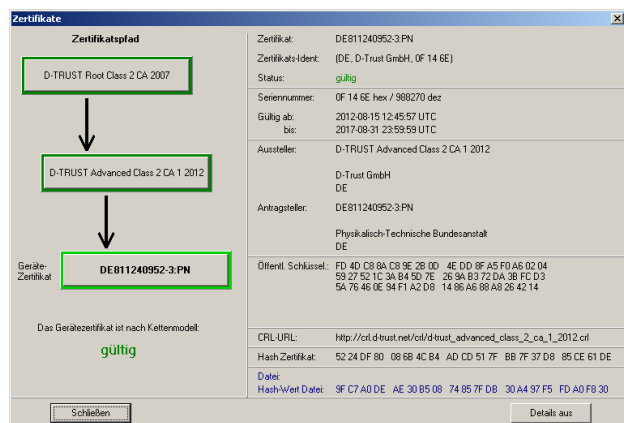 Zertifikate
Zertifikatspfad
D-TRUST Root Class 2 CA 2007
D-TRUST Advanced Class 2 CA 1 2012
Geräte-
Zertifikat
DE811240952-3:PN
Das Gerätezertifikat ist nach Kettenmodell:
gültig
Schließen
Zertifikat: DE811240952-3:PN
Zertifikats-Ident: (DE, D-Trust GmbH, 0F 14 6E)
Status: gültig
Seriennummer: 0F 14 6E hex / 988270 dez
Gültig ab: 2012-08-15 12:45:57 UTC
bis: 2017-08-31 23:59:59 UTC
Aussteller: D-TRUST Advanced Class 2 CA 1 2012
D-Trust GmbH
DE
Antragsteller: DE811240952-3:PN
Physikalisch-Technische Bundesanstalt
DE
Öffentl. Schlüssel.: FD 4D C8 8A C8 9E 2B 0D 4E DD 8F A5 F0 A6 02 04
59 27 52 1C 3A B4 5D 7E 26 9A B3 72 DA 3B FC D3
5A 76 46 0E 94 F1 A2 D8 14 86 A6 88 A8 26 42 14
CRL-URL: http://crl.d-trust.net/crl/d-trust_advanced_class_2_ca_1_2012.crl
Hash Zertifikat: 52 24 DF 80 08 6B 4C B4 AD CD 51 7F BB 7F 37 D8 85 CE 61 DE
Datei:
Hash-Wert Datei: 9F C7 A0 DE AE 30 B5 08 74 85 7F DB 30 A4 97 F5 FD A0 F8 30
Details aus